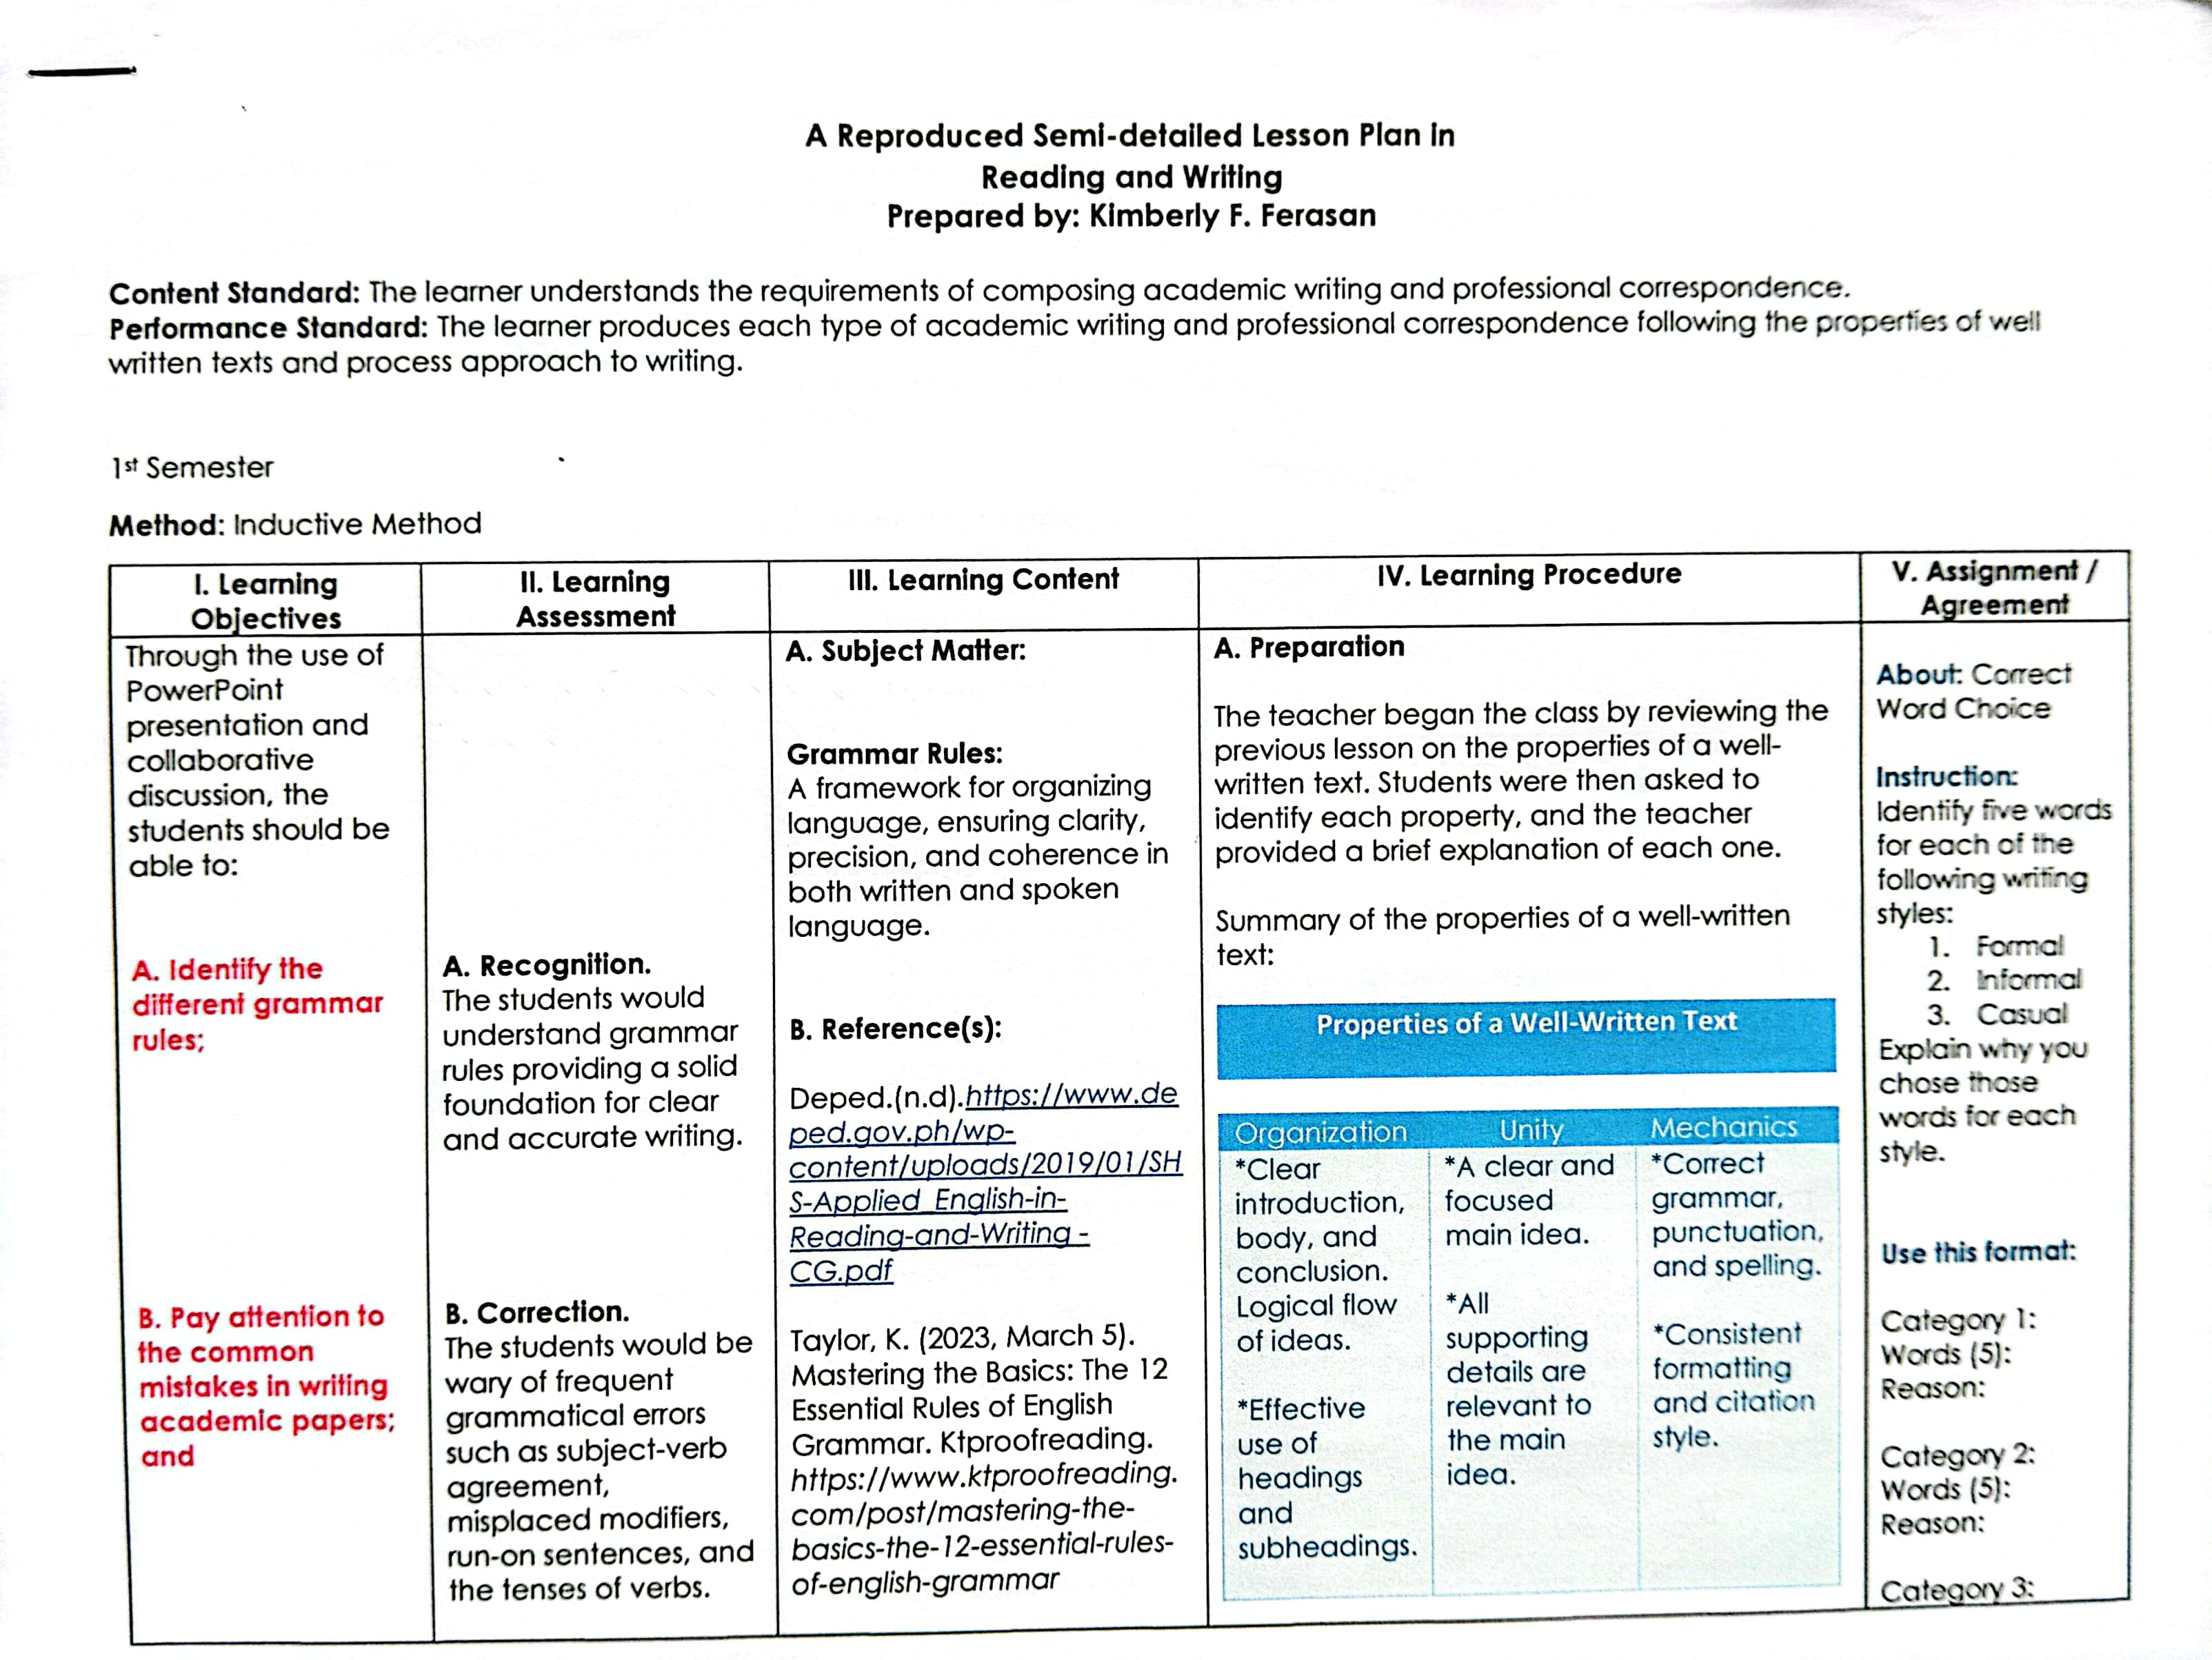 A Reproduced Semi-detailed Lesson Plan in
Reading and Writing
Prepared by: Kimberly F. Ferasan
Content Standard: The learner understands the requirements of composing academic writing and professional correspondence.
Performance Standard: The learner produces each type of academic writing and professional correspondence following the properties of well
written texts and process approach to writing.
1st Semester
Method: Inductive Method
I. Learning
Objectives
Through the use of
PowerPoint
presentation and
collaborative
discussion, the
students should be
able to:
A. Identify the
different grammar
rules;
B. Pay attention to
the common
mistakes in writing
academic papers;
and
II. Learning
Assessment
A. Recognition.
The students would
understand grammar
rules providing a solid
foundation for clear
and accurate writing.
B. Correction.
The students would be
wary of frequent
grammatical errors
such as subject-verb
agreement,
misplaced modifiers,
run-on sentences, and
the tenses of verbs.
III. Learning Content
A. Subject Matter:
Grammar Rules:
A framework for organizing
language, ensuring clarity,
precision, and coherence in
both written and spoken
language.
B. Reference(s):
Deped.(n.d).https://www.de
ped.gov.ph/wp-
content/uploads/2019/01/SH
S-Applied_English-in-
Reading-and-Writing -
CG.pdf
Taylor, K. (2023, March 5).
Mastering the Basics: The 12
Essential Rules of English
Grammar. Ktproofreading.
https://www.ktproofreading.
com/post/mastering-the-
basics-the-12-essential-rules-
of-english-grammar
IV. Learning Procedure
A. Preparation
The teacher began the class by reviewing the
previous lesson on the properties of a well-
written text. Students were then asked to
identify each property, and the teacher
provided a brief explanation of each one.
Summary of the properties of a well-written
text:
Properties of a Well-Written Text
Organization
*Clear
introduction,
body, and
conclusion.
Logical flow
of ideas.
*Effective
use of
headings
and
subheadings.
Unity
*A clear and
focused
main idea.
*All
supporting
details are
relevant to
the main
idea.
Mechanics
*Correct
grammar,
punctuation,
and spelling.
*Consistent
formatting
and citation
style.
V. Assignment /
Agreement
About: Correct
Word Choice
Instruction:
Identify five words
for each of the
following writing
styles:
1. Formal
2. Informal
3. Casual
Explain why you
chose those
words for each
style.
Use this format:
Category 1:
Words (5):
Reason:
Category 2:
Words (5):
Reason:
Category 3: